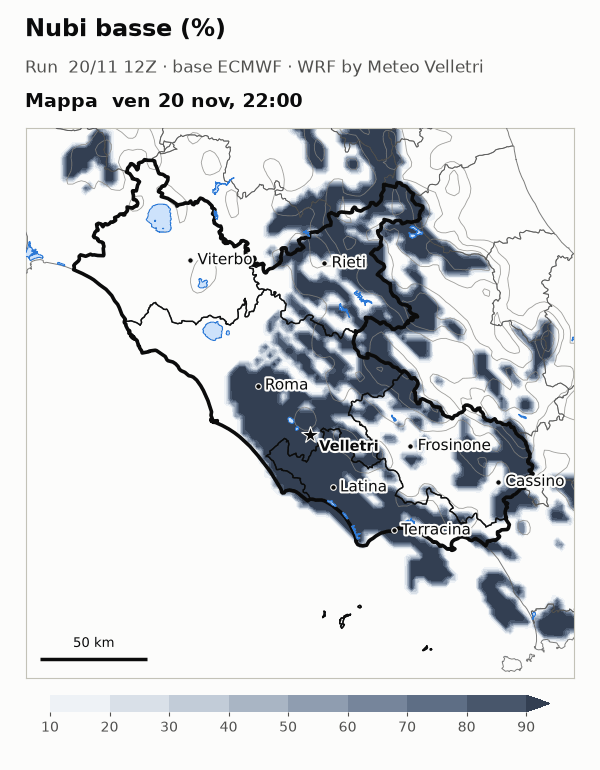 Nubi basse (%)
Run 20/11 12Z · base ECMWF · WRF by Meteo Velletri
Mappa ven 20 nov, 22:00
Viterbo
Rieti
Roma
Velletri
Frosinone
Cassino
Latina
Terracina
50 km
10 20 30 40 50 60 70 80 90